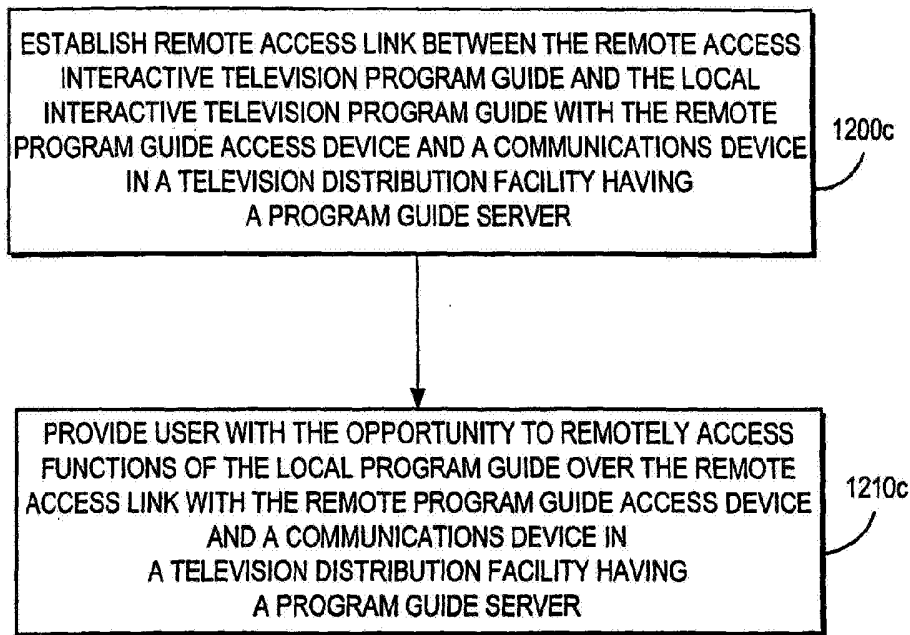 ESTABLISH REMOTE ACCESS LINK BETWEEN THE REMOTE ACCESS
INTERACTIVE TELEVISION PROGRAM GUIDE AND THE LOCAL
INTERACTIVE TELEVISION PROGRAM GUIDE WITH THE REMOTE
PROGRAM GUIDE ACCESS DEVICE AND A COMMUNICATIONS DEVICE
IN A TELEVISION DISTRIBUTION FACILITY HAVING
A PROGRAM GUIDE SERVER
1200c
PROVIDE USER WITH THE OPPORTUNITY TO REMOTELY ACCESS
FUNCTIONS OF THE LOCAL PROGRAM GUIDE OVER THE REMOTE
ACCESS LINK WITH THE REMOTE PROGRAM GUIDE ACCESS DEVICE
AND A COMMUNICATIONS DEVICE IN
A TELEVISION DISTRIBUTION FACILITY HAVING
A PROGRAM GUIDE SERVER
1210c